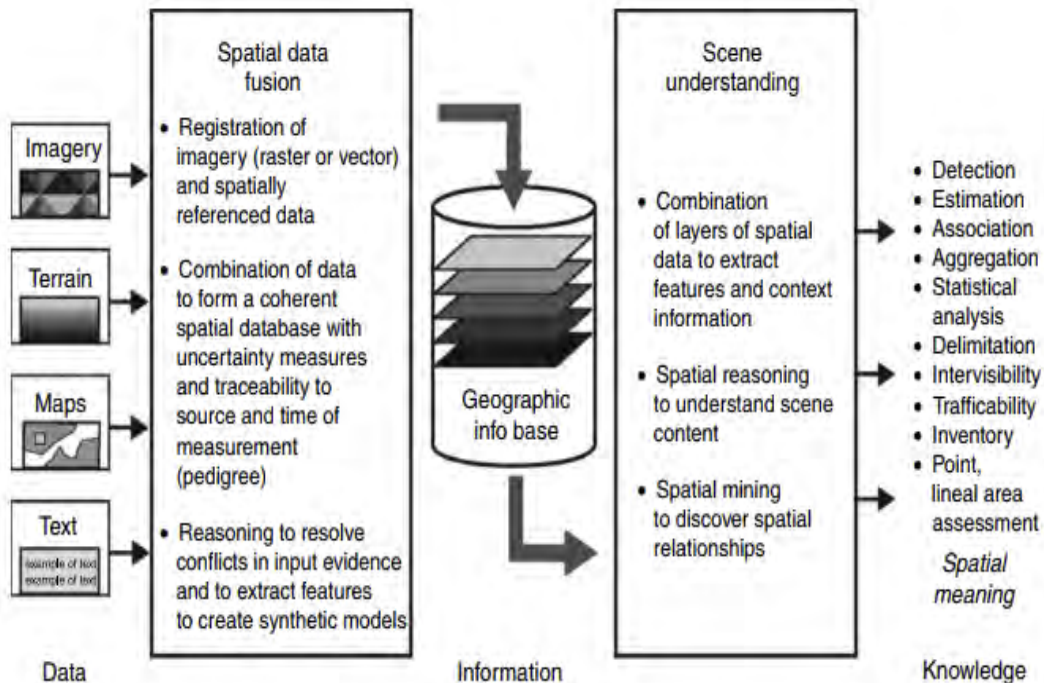 Imagery
Terrain
Maps
Text
example of text
example of text
Data
Spatial data
fusion
• Registration of
imagery (raster or vector)
and spatially
referenced data
• Combination of data
to form a coherent
spatial database with
uncertainty measures
and traceability to
source and time of
measurement
(pedigree)
• Reasoning to resolve
conflicts in input evidence
and to extract features
to create synthetic models
Geographic
info base
Information
Scene
understanding
• Combination
of layers of spatial
data to extract
features and context
information
• Spatial reasoning
to understand scene
content
• Spatial mining
to discover spatial
relationships
• Detection
• Estimation
• Association
• Aggregation
• Statistical
analysis
• Delimitation
• Intervisibility
• Trafficability
• Inventory
• Point,
lineal area
assessment
Spatial
meaning
Knowledge